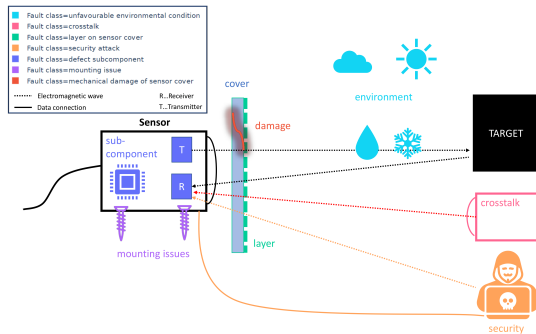 Fault class=unfavourable environmental condition
Fault class=crosstalk
Fault class=layer on sensor cover
Fault class=security attack
Fault class=defect subcomponent
Fault class=mounting issue
Fault class=mechanical damage of sensor cover
Electromagnetic wave R...Receiver
Data connection T...Transmitter
cover
environment
Sensor
damage
sub-
component
T
TARGET
R
crosstalk
layer
mounting issues
security